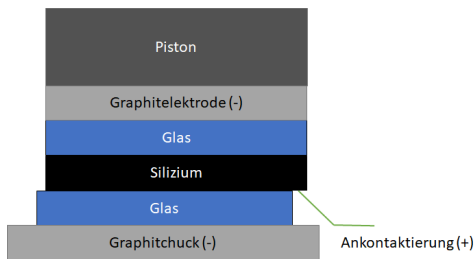 Piston
Graphitelektrode (-)
Glas
Silizium
Glas
Graphitchuck (-)
Ankontaktierung (+)